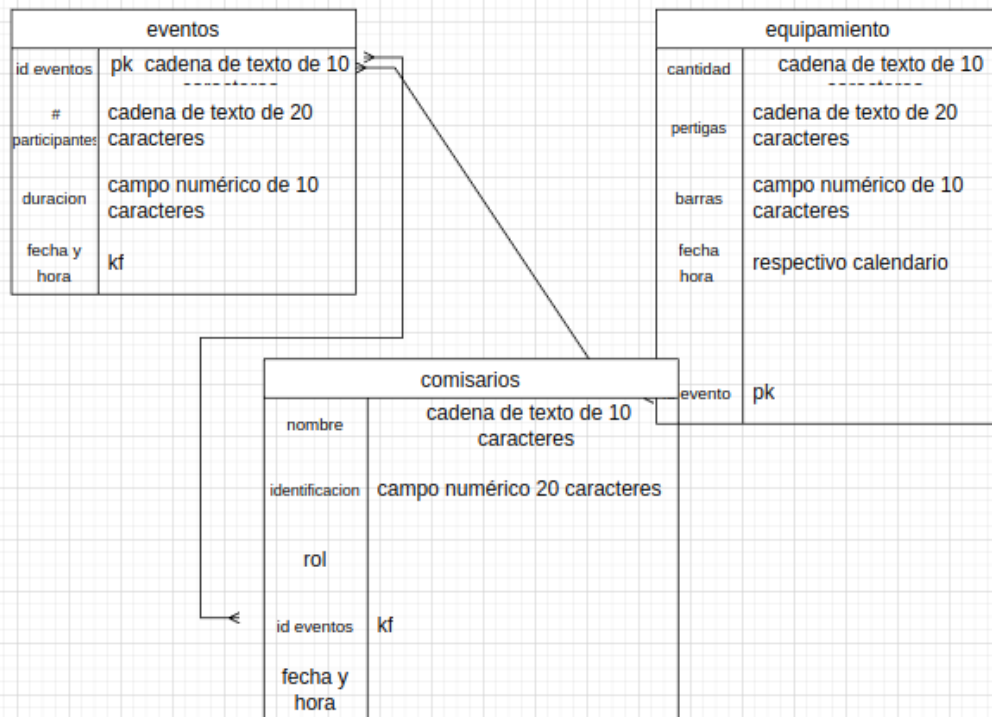 eventos
id eventos
pk cadena de texto de 10
#
participantes
cadena de texto de 20
caracteres
duracion
campo numérico de 10
caracteres
fecha y
hora
kf
equipamiento
cantidad
cadena de texto de 10
pertigas
cadena de texto de 20
caracteres
barras
campo numérico de 10
caracteres
fecha
hora
respectivo calendario
evento
pk
comisarios
nombre
cadena de texto de 10
caracteres
identificacion
campo numérico 20 caracteres
rol
id eventos
kf
fecha y
hora